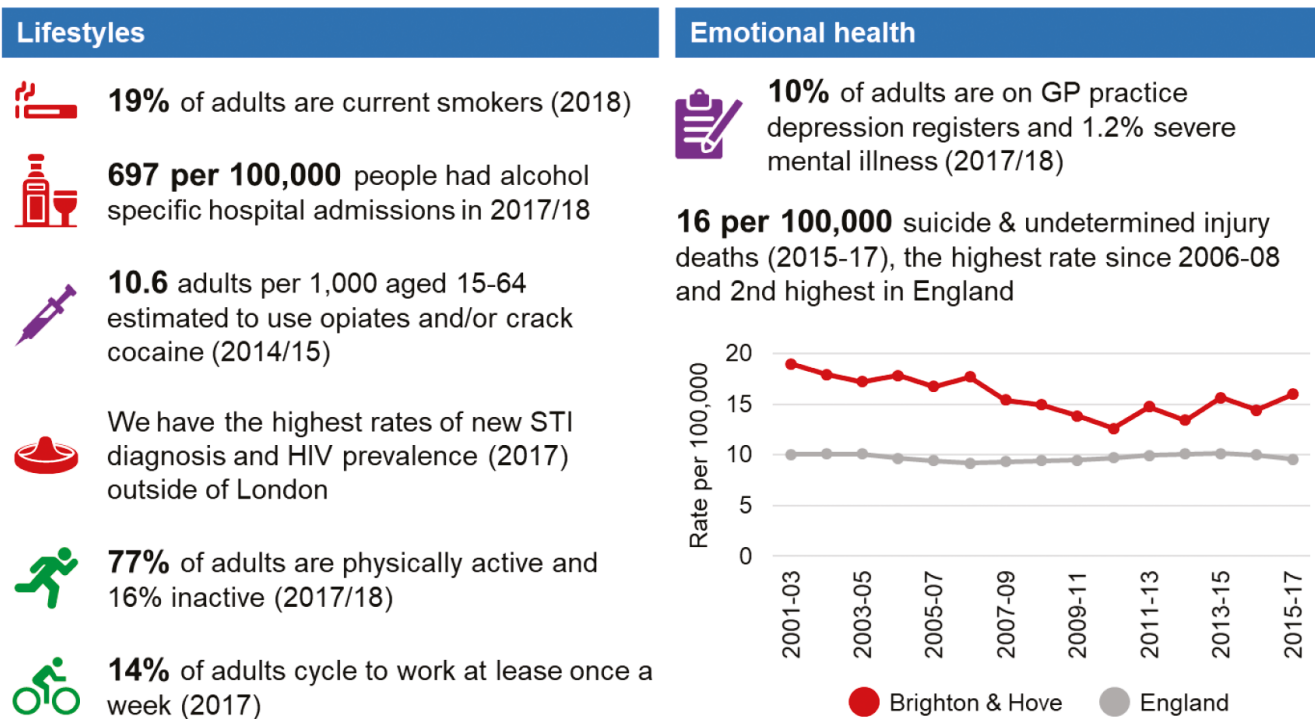 Lifestyles
19% of adults are current smokers (2018)
697 per 100,000 people had alcohol
specific hospital admissions in 2017/18
10.6 adults per 1,000 aged 15-64
estimated to use opiates and/or crack
cocaine (2014/15)
We have the highest rates of new STI
diagnosis and HIV prevalence (2017)
outside of London
77% of adults are physically active and
16% inactive (2017/18)
14% of adults cycle to work at lease once a
week (2017)
Emotional health
10% of adults are on GP practice
depression registers and 1.2% severe
mental illness (2017/18)
16 per 100,000 suicide & undetermined injury
deaths (2015-17), the highest rate since 2006-08
and 2nd highest in England
Rate per 100,000
20
15
10
5
0
2001-03
2003-05
2005-07
2007-09
2009-11
2011-13
2013-15
2015-17
Brighton & Hove
England